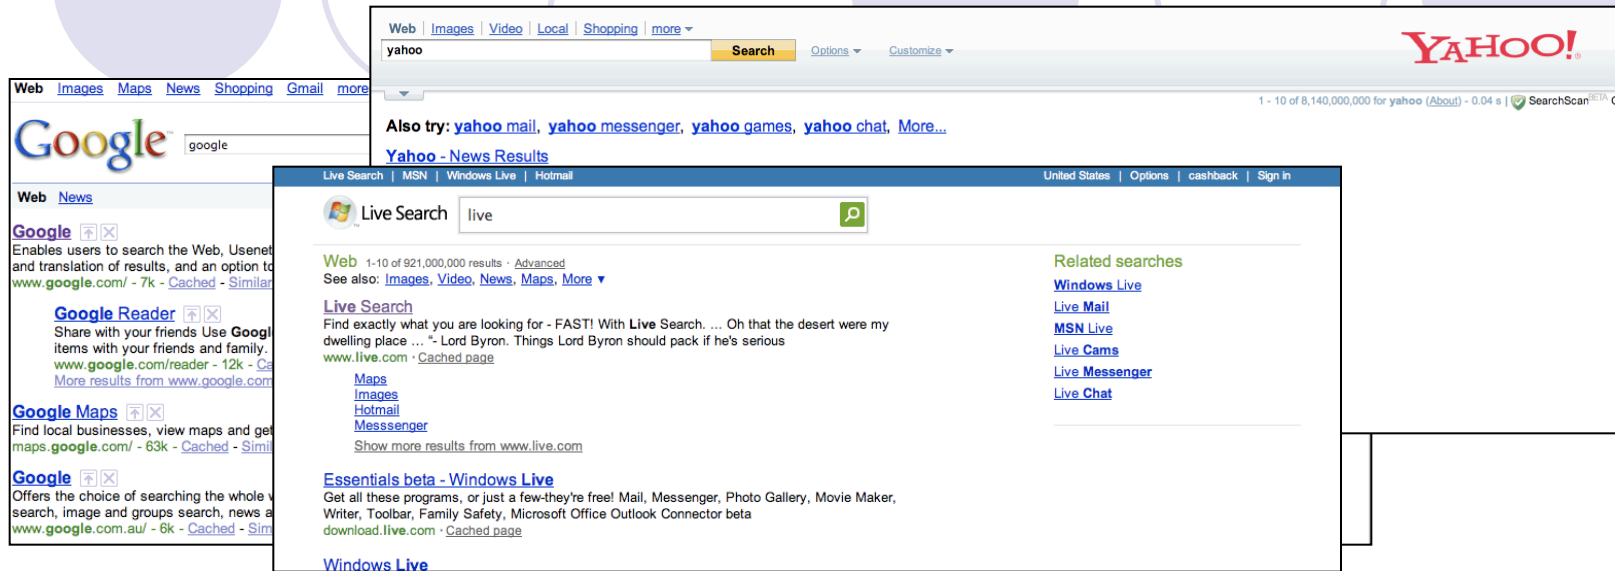 Web | Images | Video | Local | Shopping | more
yahoo Search Options Customize
YAHOO!
1 - 10 of 8,140,000,000 for yahoo (About) - 0.04 s | SearchScan BETA
Also try: yahoo mail, yahoo messenger, yahoo games, yahoo chat, More...
Yahoo - News Results
Web Images Maps News Shopping Gmail more
Google google
Web News
Google
Enables users to search the Web, Usenet
and translation of results, and an option to
www.google.com/ - 7k - Cached - Similar
Google Reader
Share with your friends Use Googl
items with your friends and family.
www.google.com/reader - 12k - Ca
More results from www.google.com
Google Maps
Find local businesses, view maps and get
maps.google.com/ - 63k - Cached - Simil
Google
Offers the choice of searching the whole w
search, image and groups search, news a
www.google.com.au/ - 6k - Cached - Sim
Live Search | MSN | Windows Live | Hotmail
United States | Options | cashback | Sign in
Live Search live
Web 1-10 of 921,000,000 results · Advanced
See also: Images, Video, News, Maps, More
Live Search
Find exactly what you are looking for - FAST! With Live Search. ... Oh that the desert were my
dwelling place ... "- Lord Byron. Things Lord Byron should pack if he's serious
www.live.com · Cached page
Maps
Images
Hotmail
Messsenger
Show more results from www.live.com
Essentials beta - Windows Live
Get all these programs, or just a few-they're free! Mail, Messenger, Photo Gallery, Movie Maker,
Writer, Toolbar, Family Safety, Microsoft Office Outlook Connector beta
download.live.com · Cached page
Windows Live
Related searches
Windows Live
Live Mail
MSN Live
Live Cams
Live Messenger
Live Chat